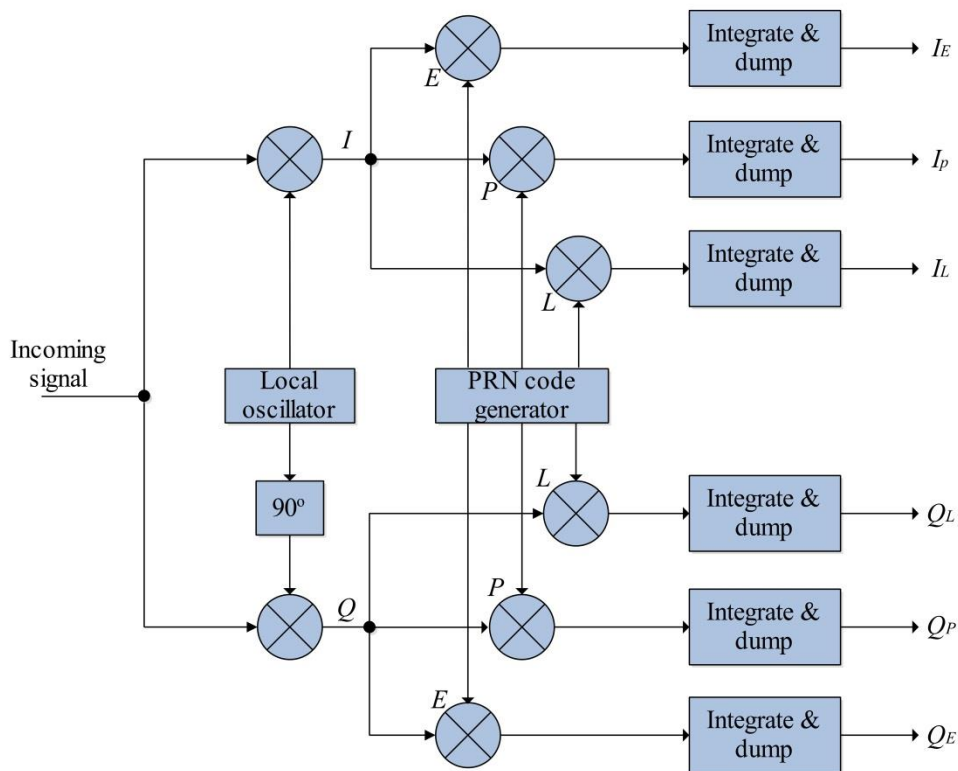 Integrate &
dump
I_E
E
I
Integrate &
dump
I_p
P
Integrate &
dump
I_L
L
Incoming
signal
Local
oscillator
PRN code
generator
90º
L
Integrate &
dump
Q_L
Q
P
Integrate &
dump
Q_P
E
Integrate &
dump
Q_E